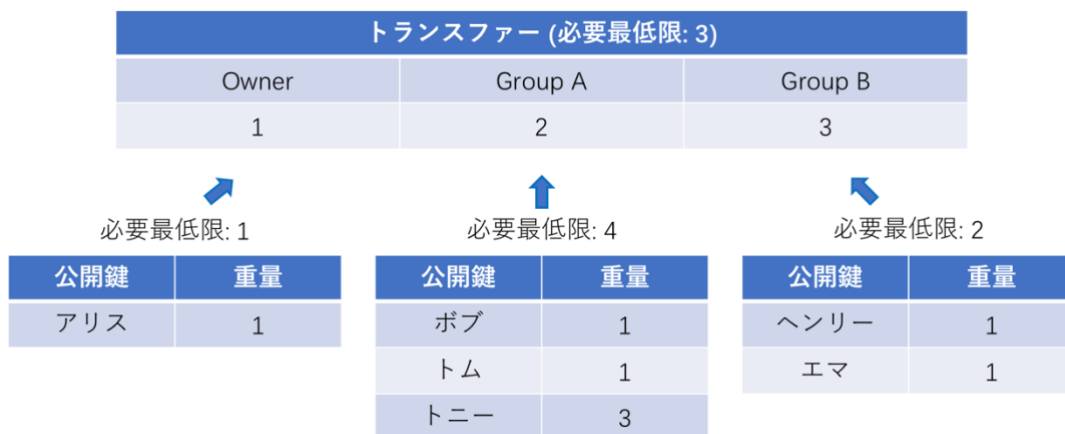 トランスファー (必要最低限: 3)
Owner Group A Group B
1 2 3
必要最低限: 1
公開鍵 重量
アリス 1
必要最低限: 4
公開鍵 重量
ボブ 1
トム 1
トニー 3
必要最低限: 2
公開鍵 重量
ヘンリー 1
エマ 1